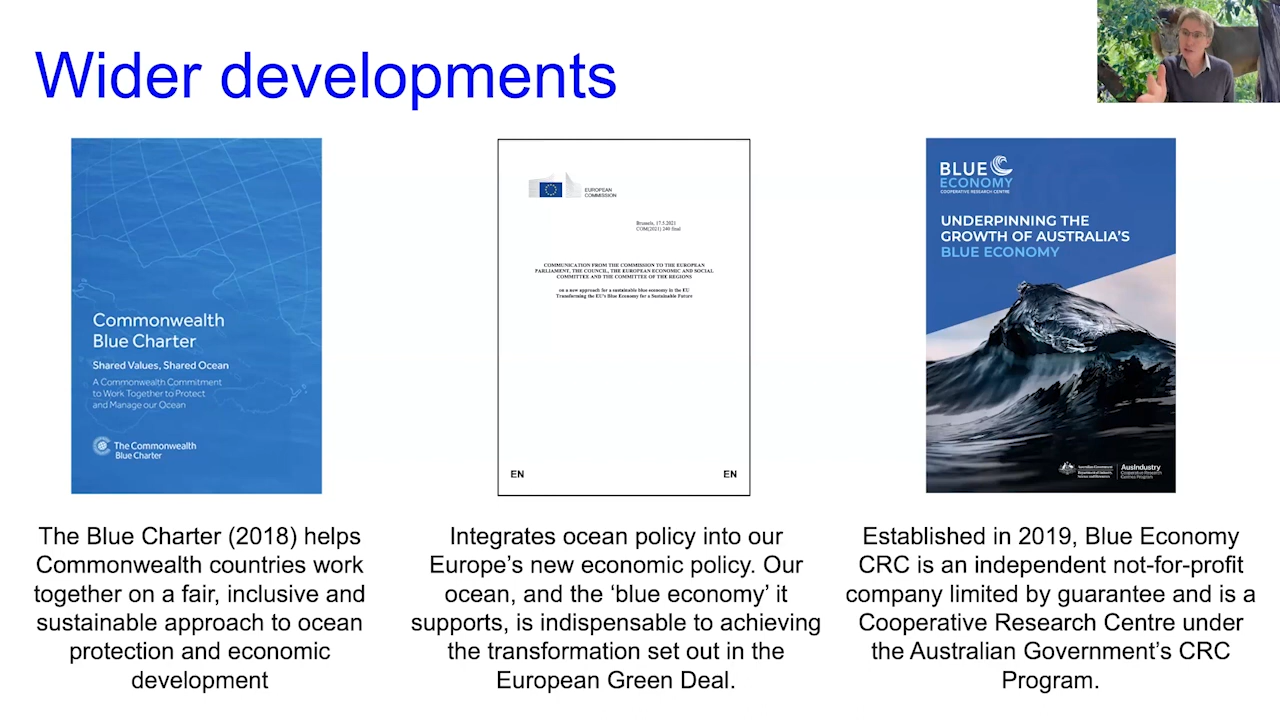 Wider developments
Commonwealth
Blue Charter
Shared Values, Shared Ocean
A Commonwealth Commitment
to Work Together to Protect
and Manage our Ocean
The Commonwealth
Blue Charter
The Blue Charter (2018) helps
Commonwealth countries work
together on a fair, inclusive and
sustainable approach to ocean
protection and economic
development
EUROPEAN
COMMISSION
Brussels, 17.5.2021
COM(2021) 240 final
COMMUNICATION FROM THE COMMISSION TO THE EUROPEAN
PARLIAMENT, THE COUNCIL, THE EUROPEAN ECONOMIC AND SOCIAL
COMMITTEE AND THE COMMITTEE OF THE REGIONS
on a new approach for a sustainable blue economy in the EU
Transforming the EU's Blue Economy for a Sustainable Future
EN
EN
Integrates ocean policy into our
Europe’s new economic policy. Our
ocean, and the ‘blue economy’ it
supports, is indispensable to achieving
the transformation set out in the
European Green Deal.
BLUE
ECONOMY
COOPERATIVE RESEARCH CENTRE
UNDERPINNING THE
GROWTH OF AUSTRALIA'S
BLUE ECONOMY
Australian Government
AusIndustry
Cooperative Research
Centres Program
Established in 2019, Blue Economy
CRC is an independent not-for-profit
company limited by guarantee and is a
Cooperative Research Centre under
the Australian Government’s CRC
Program.